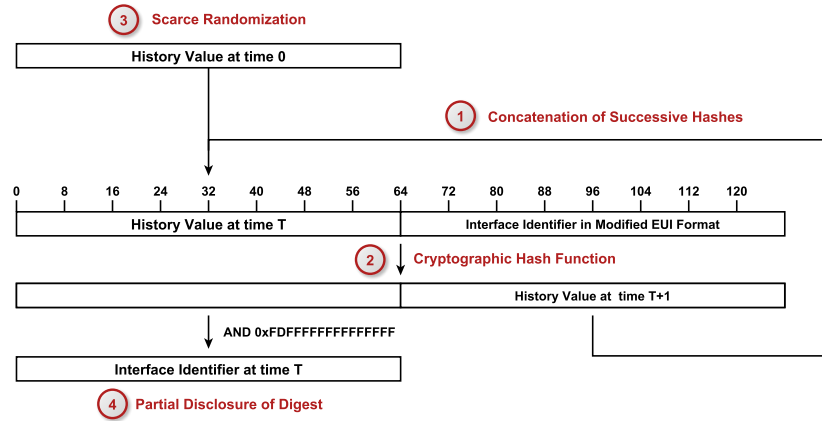 3 Scarce Randomization
History Value at time 0
1 Concatenation of Successive Hashes
0 8 16 24 32 40 48 56 64 72 80 88 96 104 112 120
History Value at time T Interface Identifier in Modified EUI Format
2 Cryptographic Hash Function
History Value at time T+1
AND 0xFDFFFFFFFFFFFFFF
Interface Identifier at time T
4 Partial Disclosure of Digest